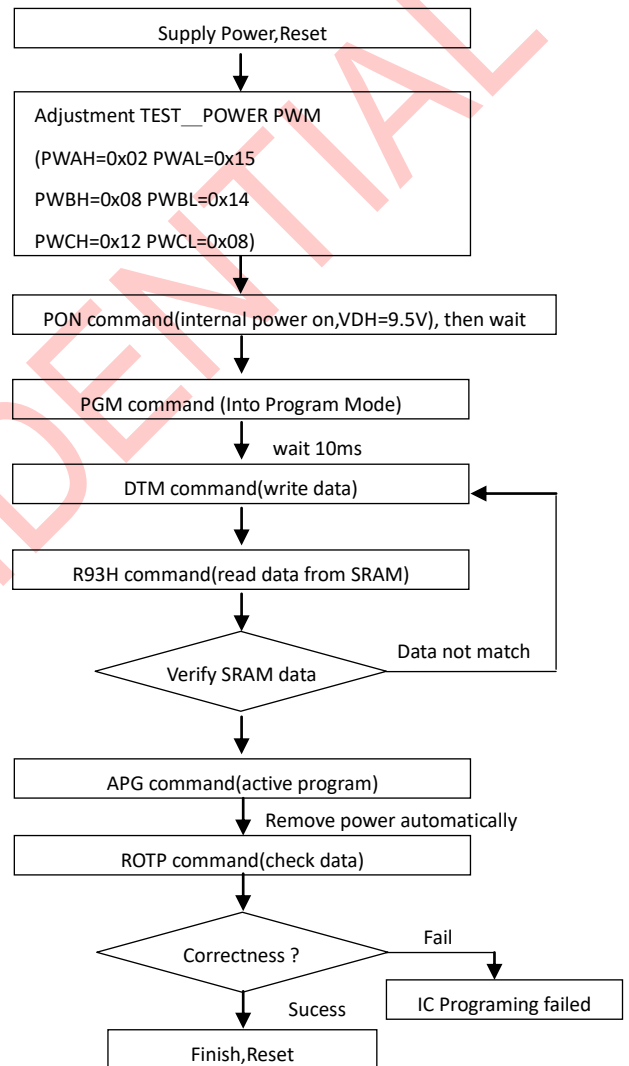 Supply Power,Reset
Adjustment TEST__POWER PWM
(PWAH=0x02 PWAL=0x15
PWBH=0x08 PWBL=0x14
PWCH=0x12 PWCL=0x08)
PON command(internal power on,VDH=9.5V), then wait
PGM command (Into Program Mode)
wait 10ms
DTM command(write data)
R93H command(read data from SRAM)
Data not match
Verify SRAM data
APG command(active program)
Remove power automatically
ROTP command(check data)
Fail
Correctness ?
IC Programing failed
Sucess
Finish,Reset
DENTIAL